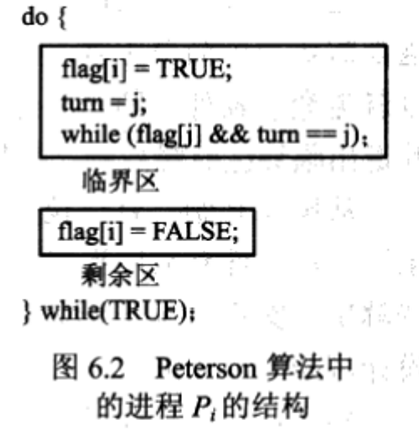 do {
flag[i] = TRUE;
turn = j;
while (flag[j] && turn == j);
临界区
flag[i] = FALSE;
剩余区
} while(TRUE);
图 6.2 Peterson 算法中
的进程 Pi 的结构